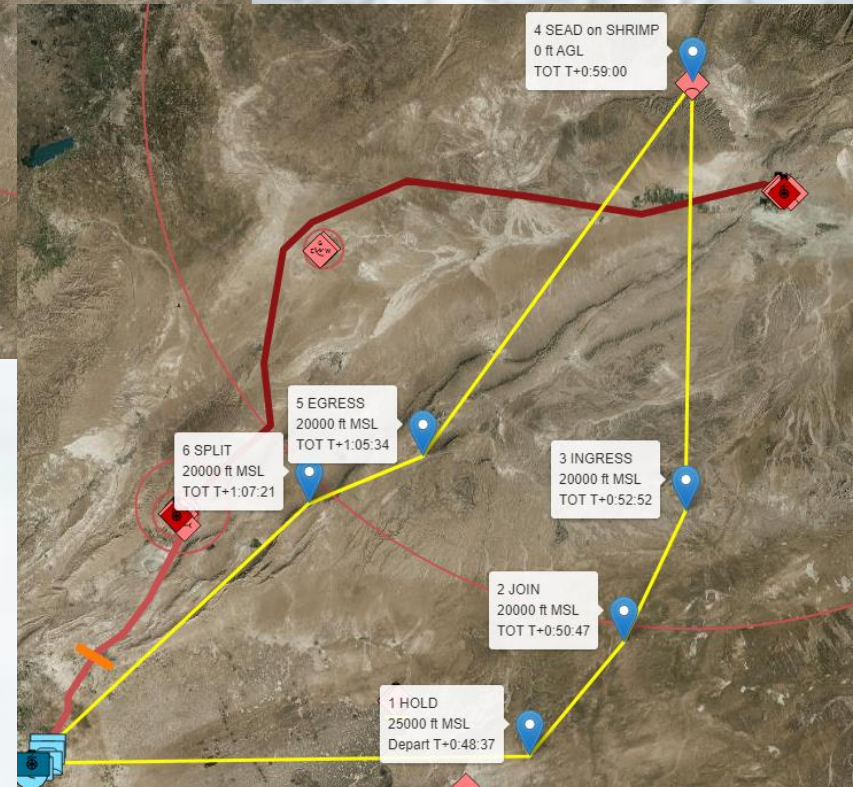 4 SEAD on SHRIMP
0 ft AGL
TOT T+0:59:00
5 EGRESS
20000 ft MSL
TOT T+1:05:34
6 SPLIT
20000 ft MSL
TOT T+1:07:21
3 INGRESS
20000 ft MSL
TOT T+0:52:52
2 JOIN
20000 ft MSL
TOT T+0:50:47
1 HOLD
25000 ft MSL
Depart T+0:48:37